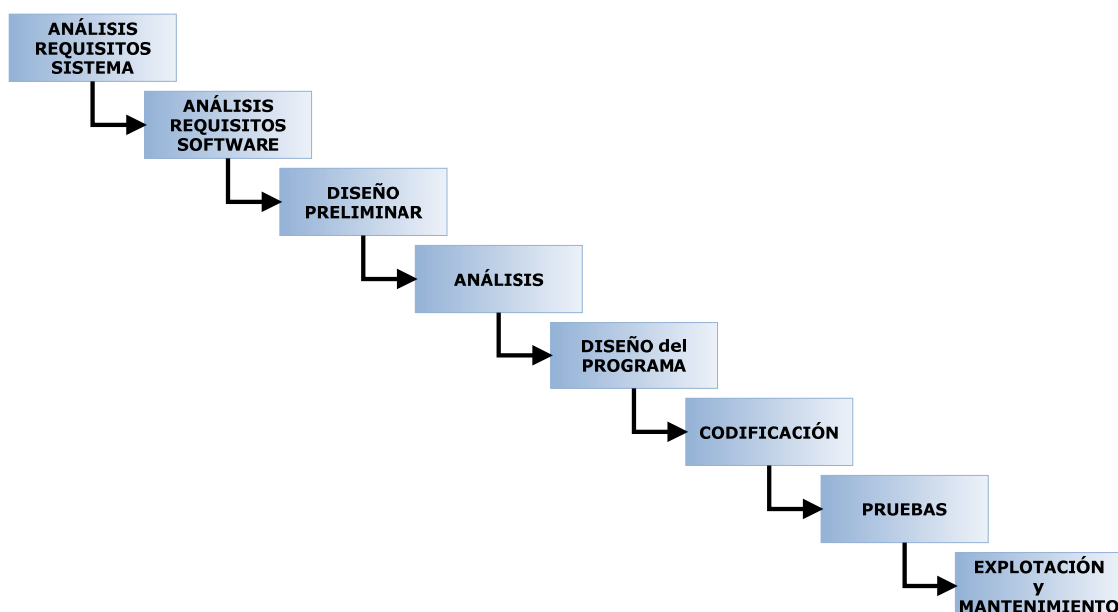 ANÁLISIS
REQUISITOS
SISTEMA
ANÁLISIS
REQUISITOS
SOFTWARE
DISEÑO
PRELIMINAR
ANÁLISIS
DISEÑO del
PROGRAMA
CODIFICACIÓN
PRUEBAS
EXPLOTACIÓN
y
MANTENIMIENTO